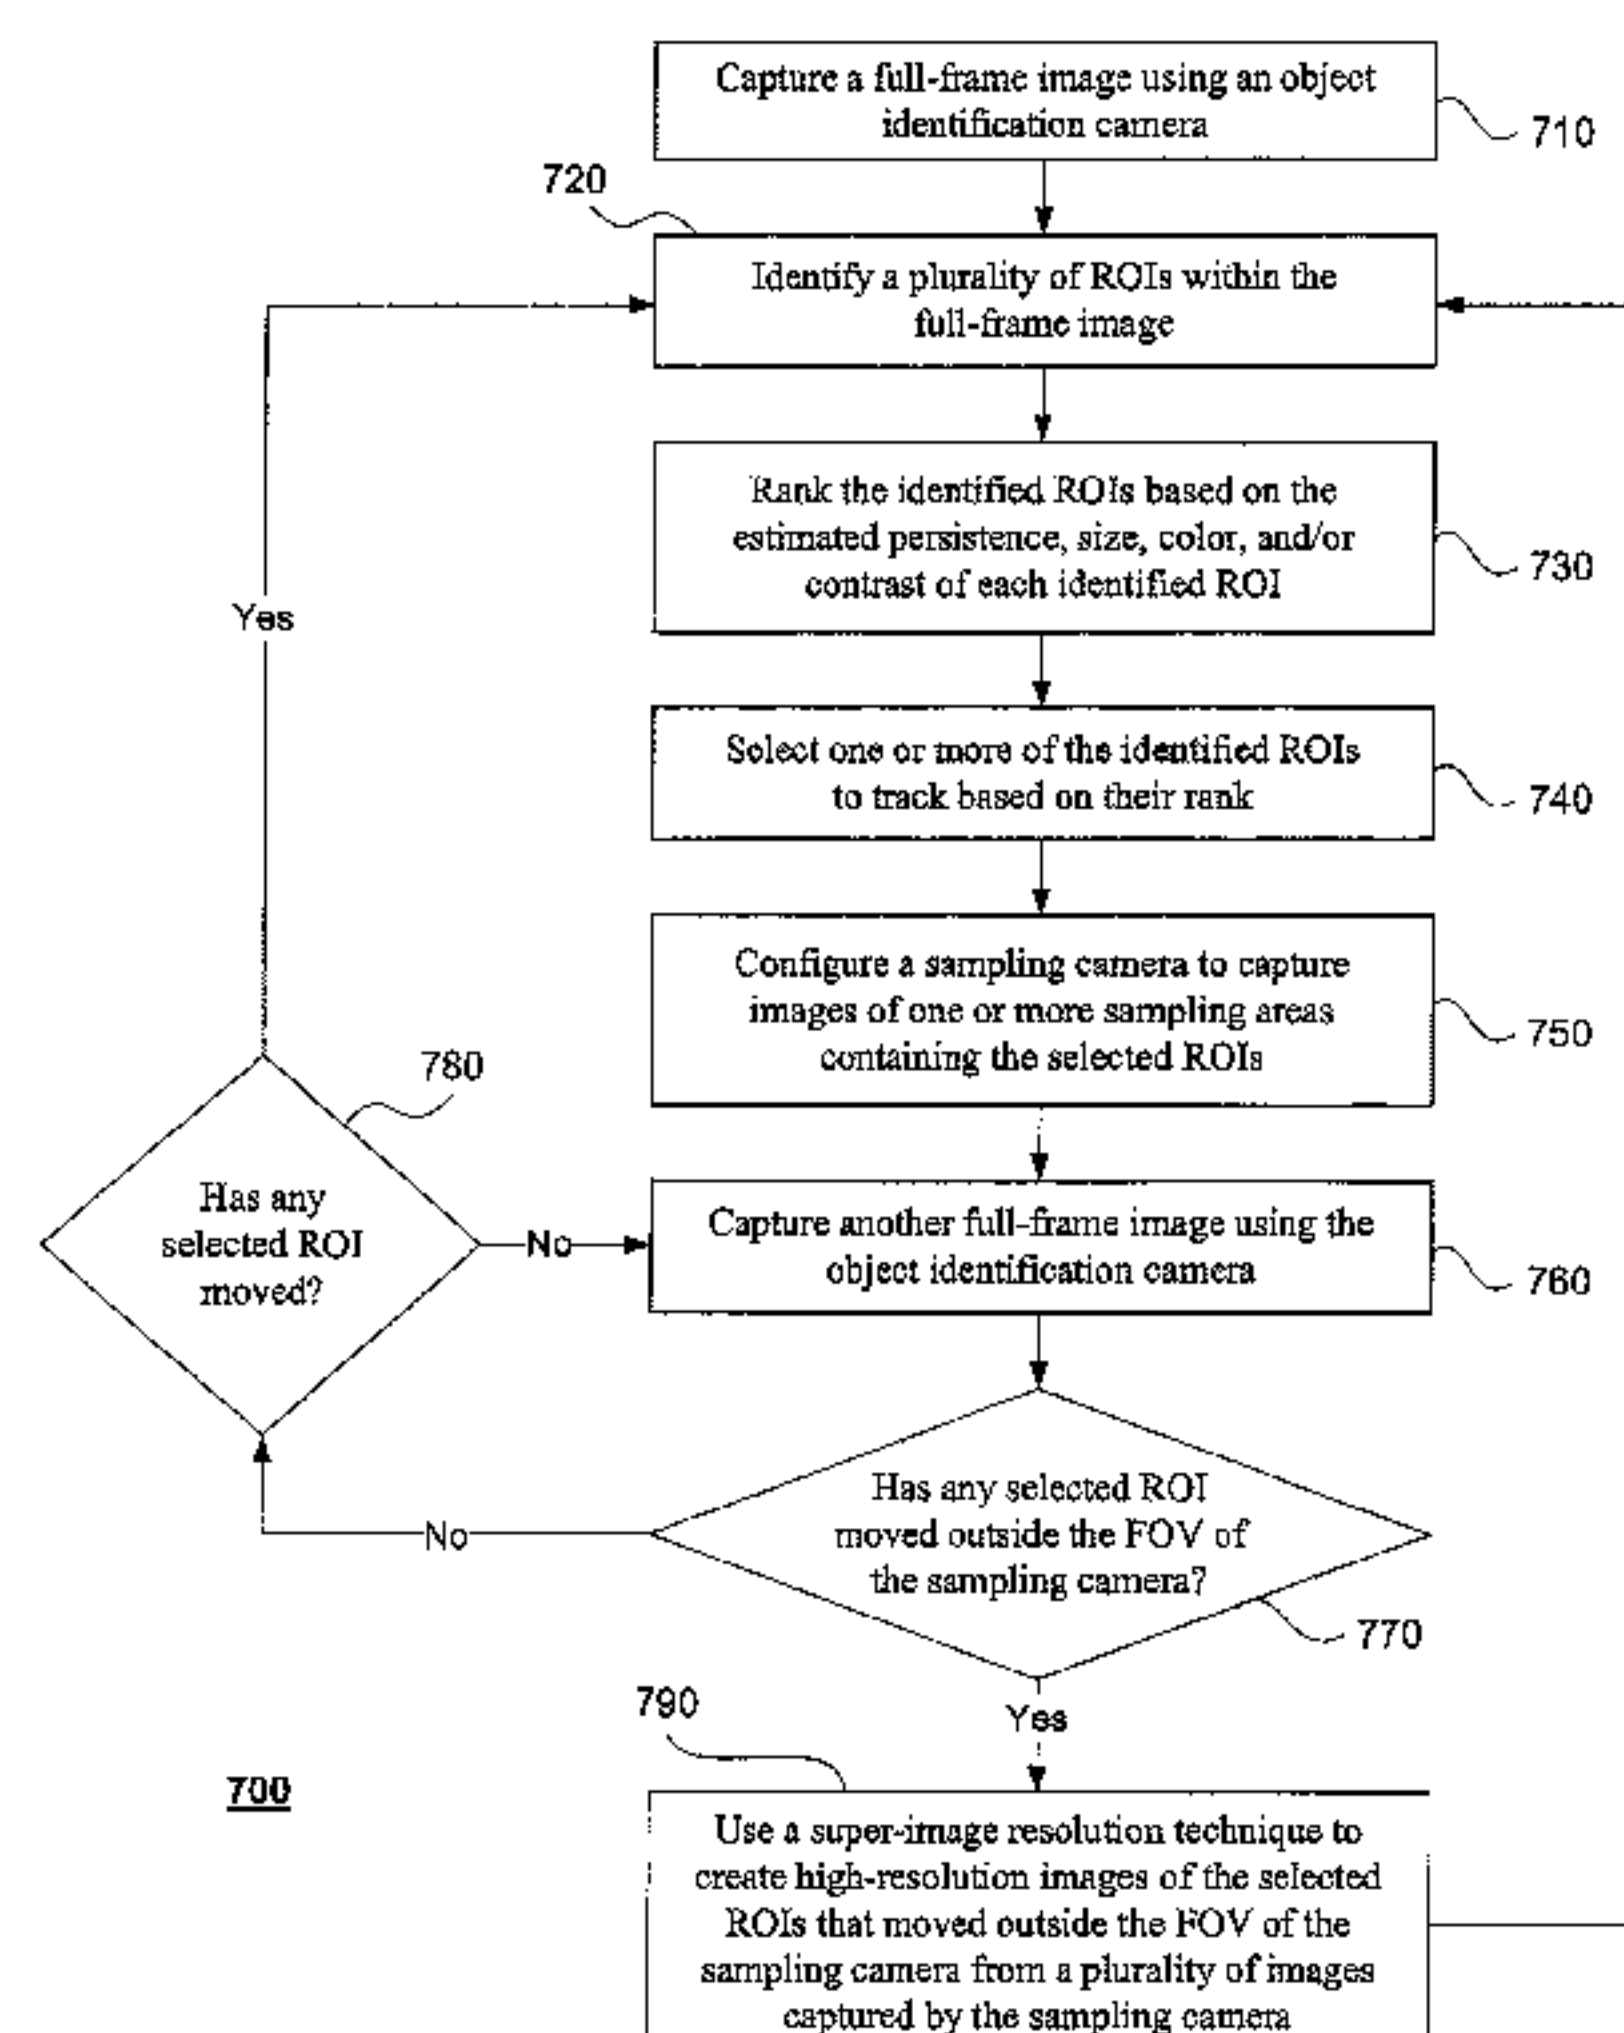 Capture a full-frame image using an object
identification camera
710
720
Identify a plurality of ROIs within the
full-frame image
Rank the identified ROIs based on the
estimated persistence, size, color, and/or
contrast of each identified ROI
730
Yes
Select one or more of the identified ROIs
to track based on their rank
740
Configure a sampling camera to capture
images of one or more sampling areas
containing the selected ROIs
750
780
Has any
selected ROI
moved?
No
Capture another full-frame image using the
object identification camera
760
Has any selected ROI
moved outside the FOV of
the sampling camera?
No
770
Yes
790
700
Use a super-image resolution technique to
create high-resolution images of the selected
ROIs that moved outside the FOV of the
sampling camera from a plurality of images
captured by the sampling camera